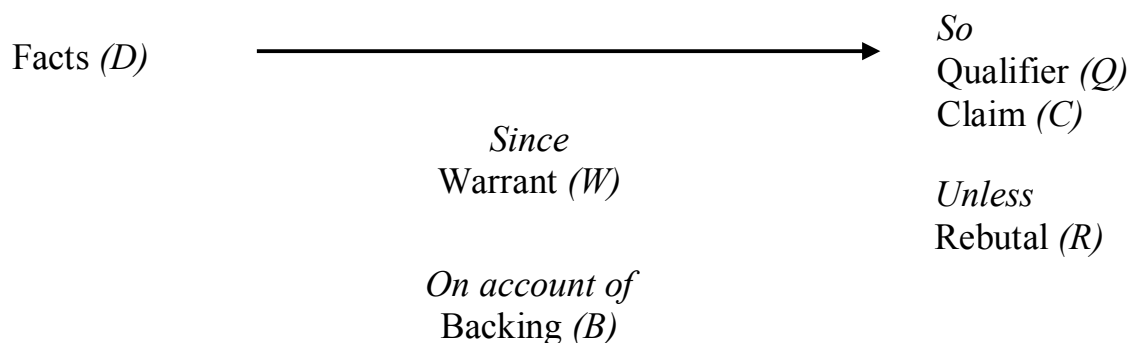 Facts (D)
So
Qualifier (Q)
Claim (C)
Since
Warrant (W)
Unless
Rebutal (R)
On account of
Backing (B)